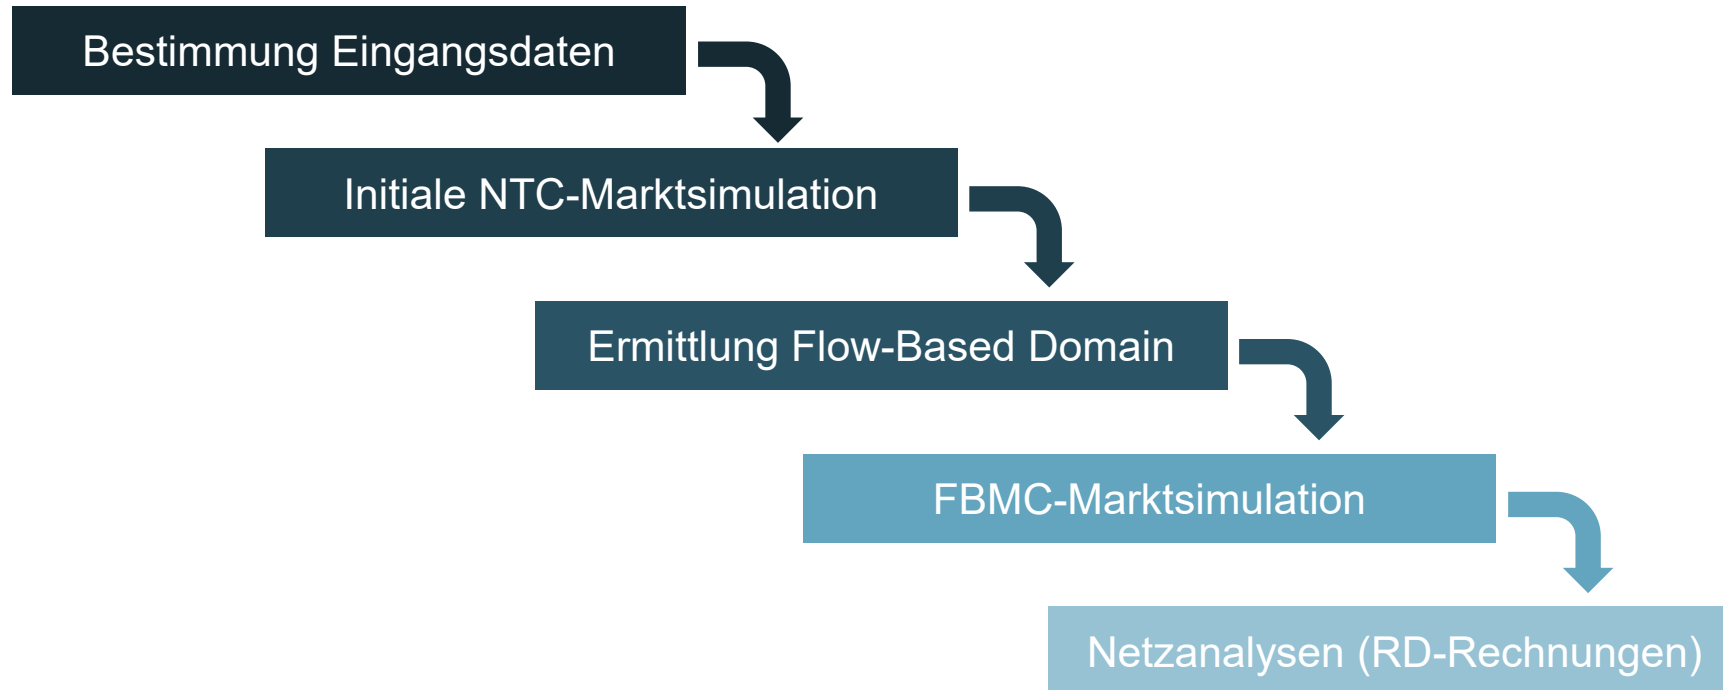 Bestimmung Eingangsdaten
Initiale NTC-Marktsimulation
Ermittlung Flow-Based Domain
FBMC-Marktsimulation
Netzanalysen (RD-Rechnungen)